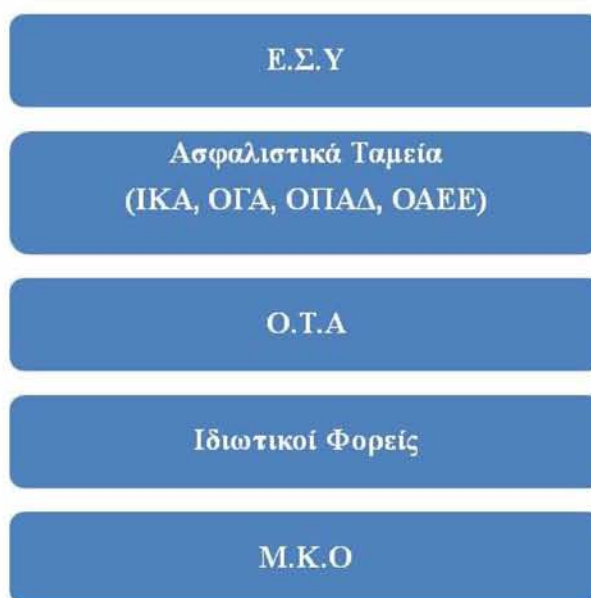 Ε.Σ.Υ
Ασφαλιστικά Ταμεία
(ΙΚΑ, ΟΓΑ, ΟΠΑΔ, ΟΑΕΕ)
Ο.Τ.Α
Ιδιωτικοί Φορείς
Μ.Κ.Ο